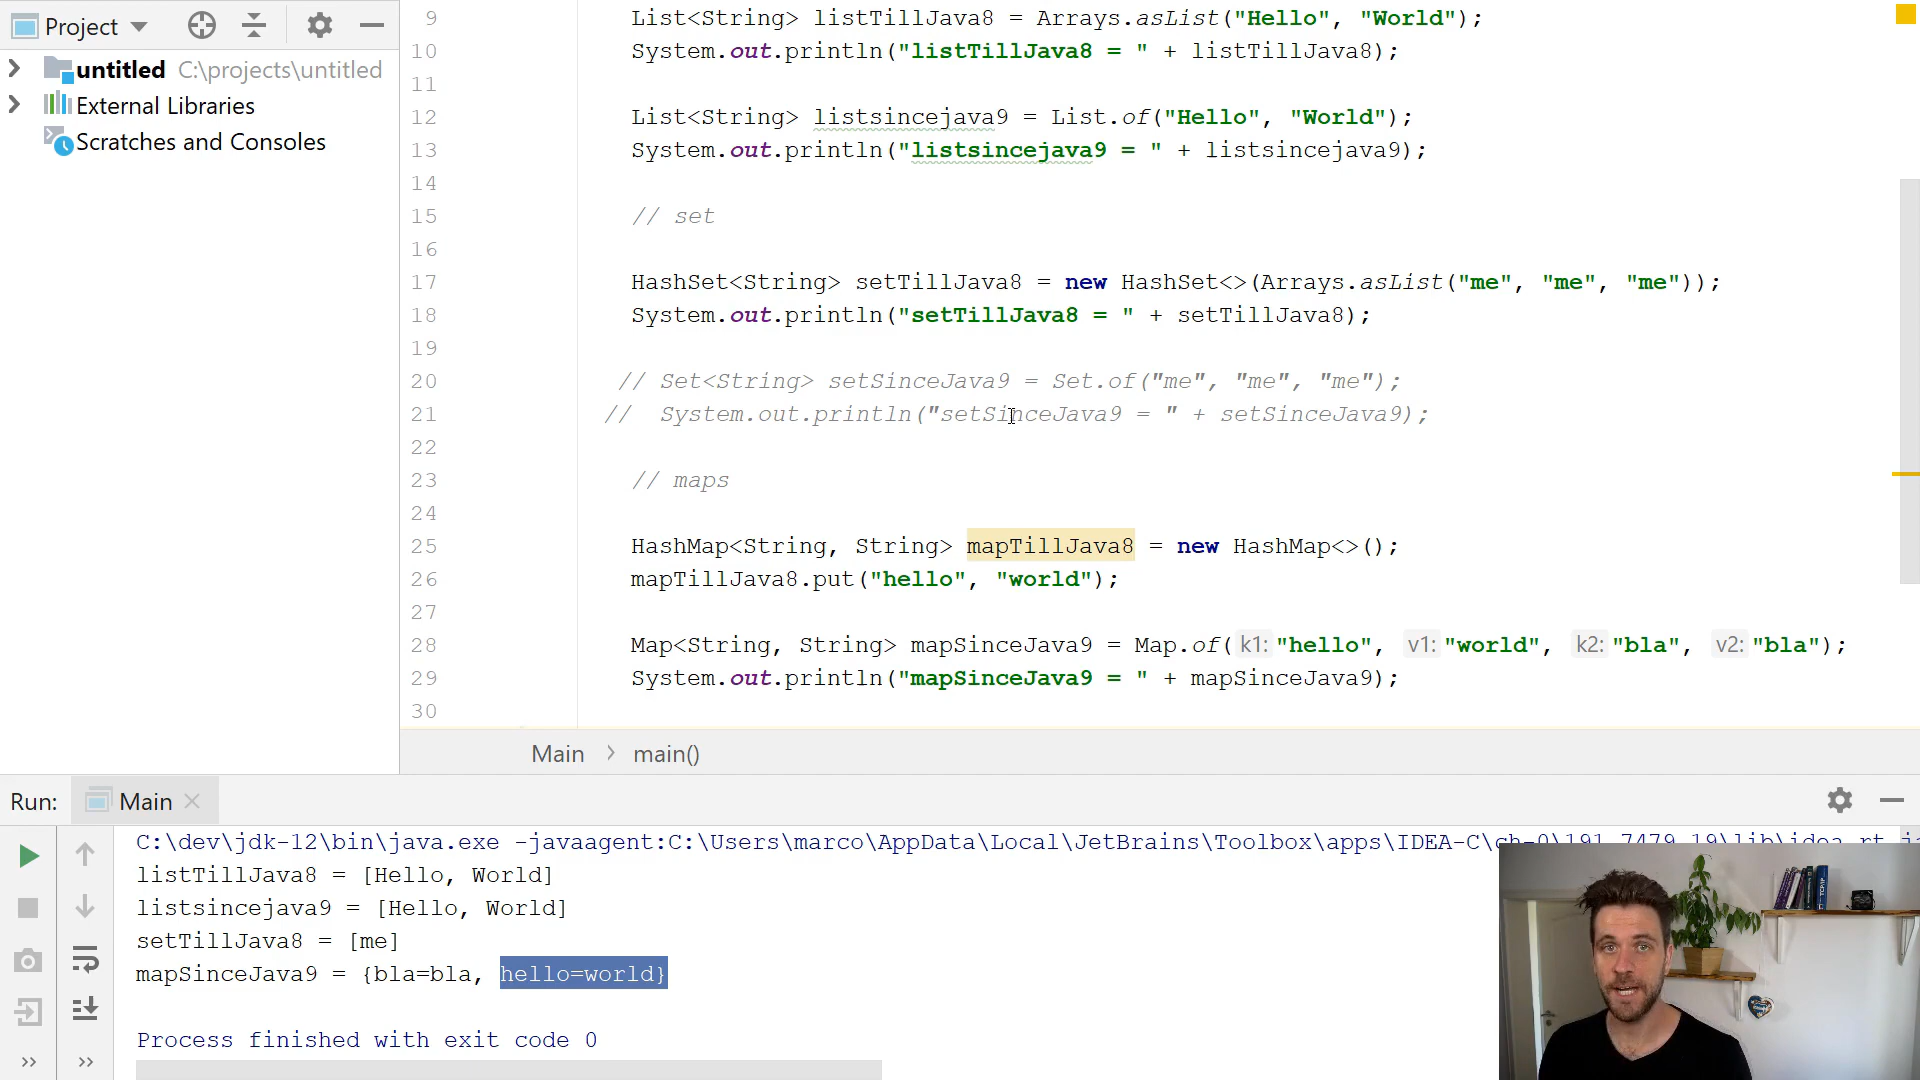 Project
untitled C:\projects\untitled
External Libraries
Scratches and Consoles
9 List<String> listTillJava8 = Arrays.asList("Hello", "World");
10 System.out.println("listTillJava8 = " + listTillJava8);
11
12 List<String> listsincejava9 = List.of("Hello", "World");
13 System.out.println("listsincejava9 = " + listsincejava9);
14
15 // set
16
17 HashSet<String> setTillJava8 = new HashSet<>(Arrays.asList("me", "me", "me"));
18 System.out.println("setTillJava8 = " + setTillJava8);
19
20 // Set<String> setSinceJava9 = Set.of("me", "me", "me");
21 // System.out.println("setSinceJava9 = " + setSinceJava9);
22
23 // maps
24
25 HashMap<String, String> mapTillJava8 = new HashMap<>();
26 mapTillJava8.put("hello", "world");
27
28 Map<String, String> mapSinceJava9 = Map.of( k1: "hello", v1: "world", k2: "bla", v2: "bla");
29 System.out.println("mapSinceJava9 = " + mapSinceJava9);
30
Main > main()
Run: Main
C:\dev\jdk-12\bin\java.exe -javaagent:C:\Users\marco\AppData\Local\JetBrains\Toolbox\apps\IDEA-C\ch-0\191.7479.19\lib\idea_rt
listTillJava8 = [Hello, World]
listsincejava9 = [Hello, World]
setTillJava8 = [me]
mapSinceJava9 = {bla=bla, hello=world}
Process finished with exit code 0